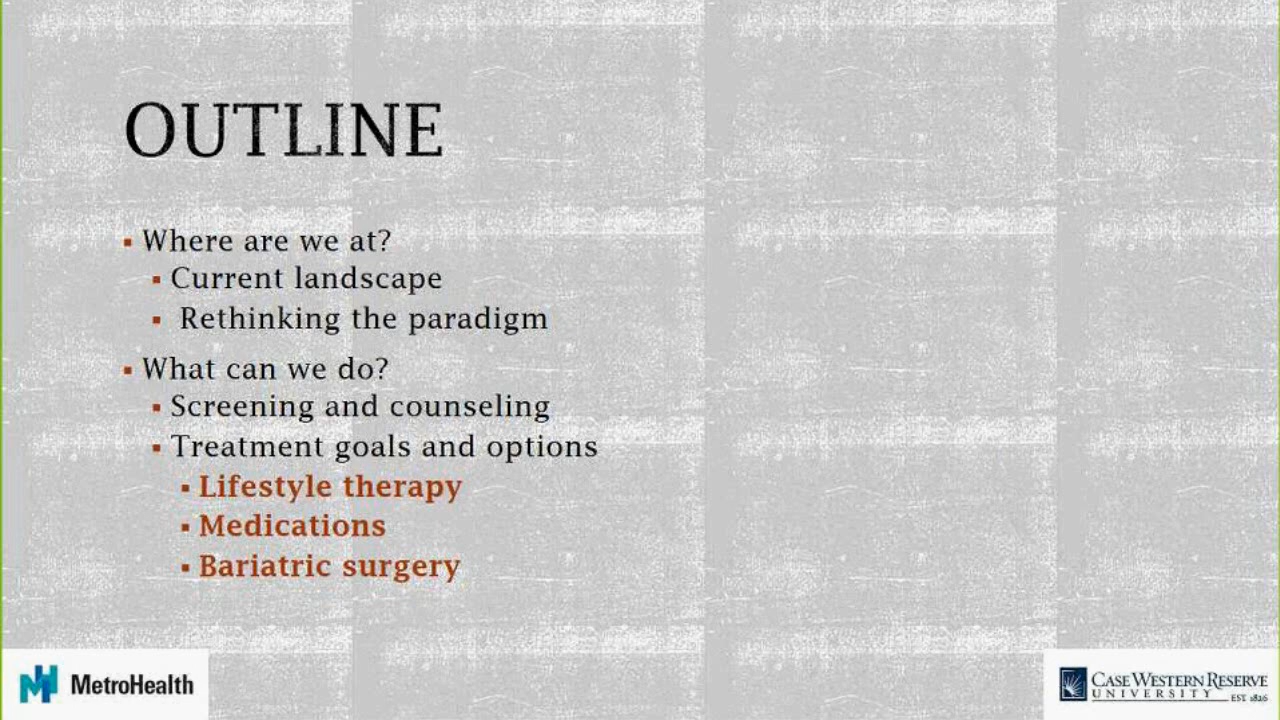 OUTLINE
Where are we at?
Current landscape
Rethinking the paradigm
What can we do?
Screening and counseling
Treatment goals and options
Lifestyle therapy
Medications
Bariatric surgery
MetroHealth
CASE WESTERN RESERVE
UNIVERSITY
EST. 1826